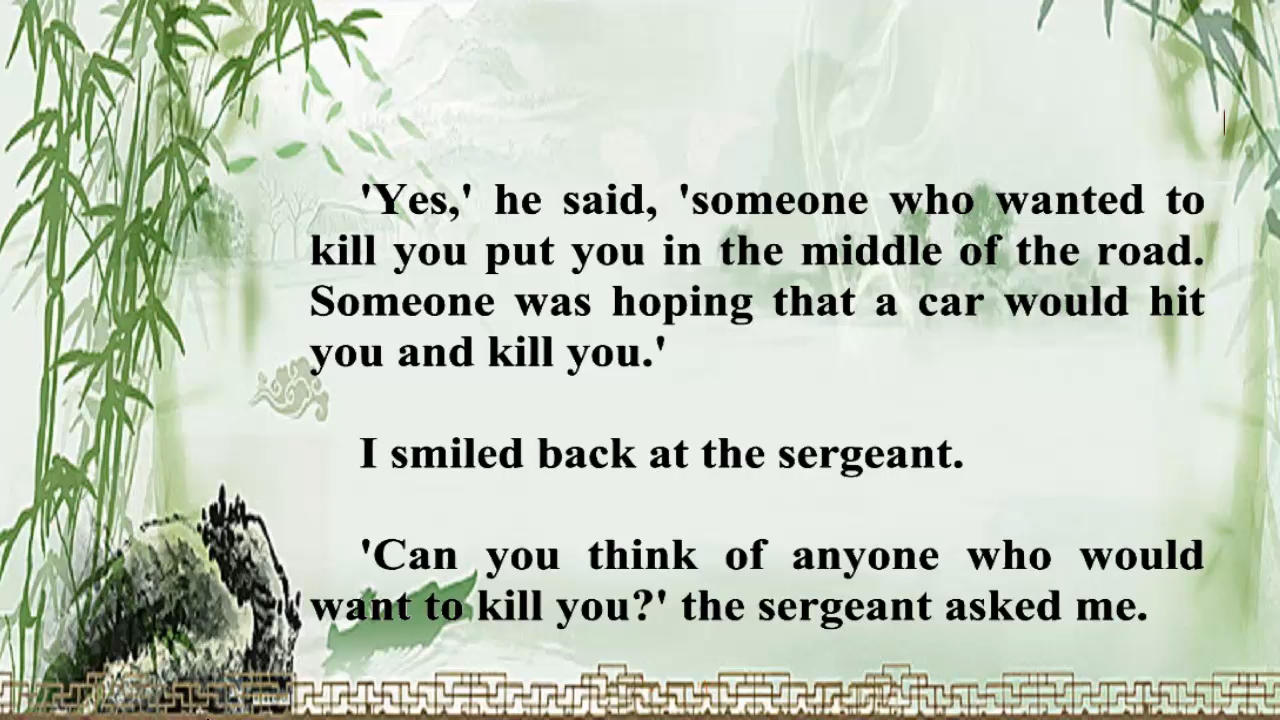 'Yes,' he said, 'someone who wanted to
kill you put you in the middle of the road.
Someone was hoping that a car would hit
you and kill you.'
I smiled back at the sergeant.
'Can you think of anyone who would
want to kill you?' the sergeant asked me.